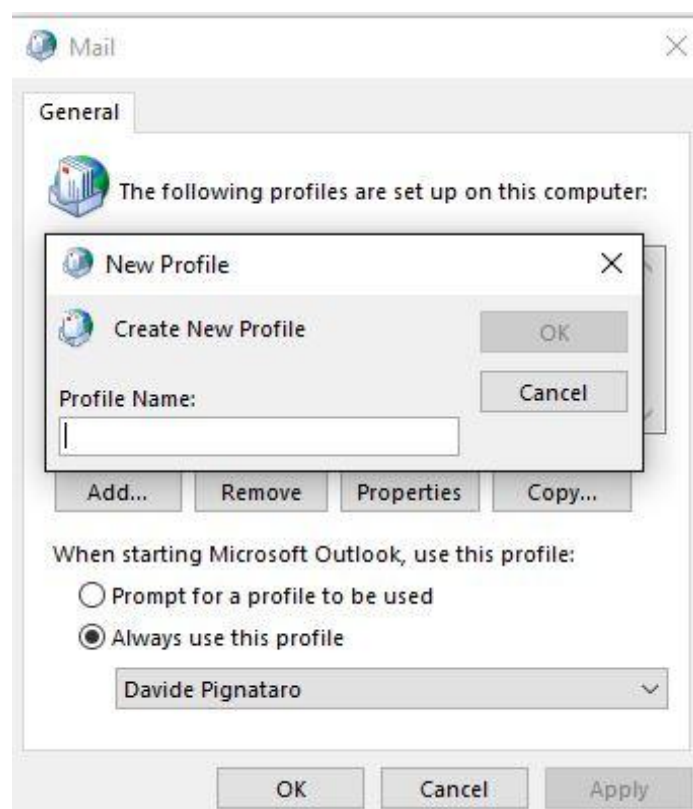 Mail
General
The following profiles are set up on this computer:
New Profile
Create New Profile
OK
Profile Name:
Cancel
Add... Remove Properties Copy...
When starting Microsoft Outlook, use this profile:
Prompt for a profile to be used
Always use this profile
Davide Pignataro
OK Cancel Apply